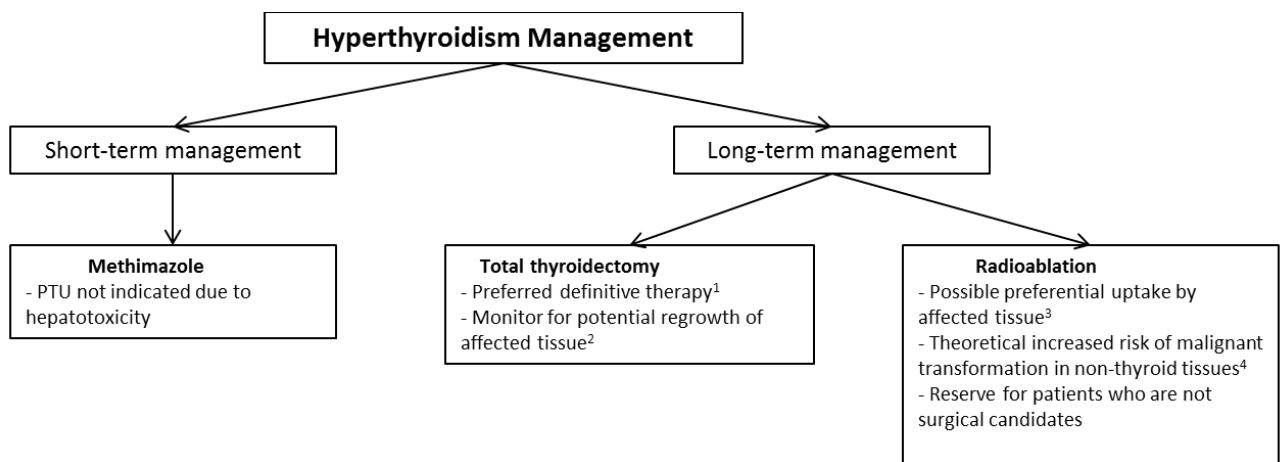 Hyperthyroidism Management
Short-term management
Long-term management
Methimazole
- PTU not indicated due to
hepatotoxicity
Total thyroidectomy
- Preferred definitive therapy¹
- Monitor for potential regrowth of
affected tissue²
Radioablation
- Possible preferential uptake by
affected tissue³
- Theoretical increased risk of malignant
transformation in non-thyroid tissues⁴
- Reserve for patients who are not
surgical candidates